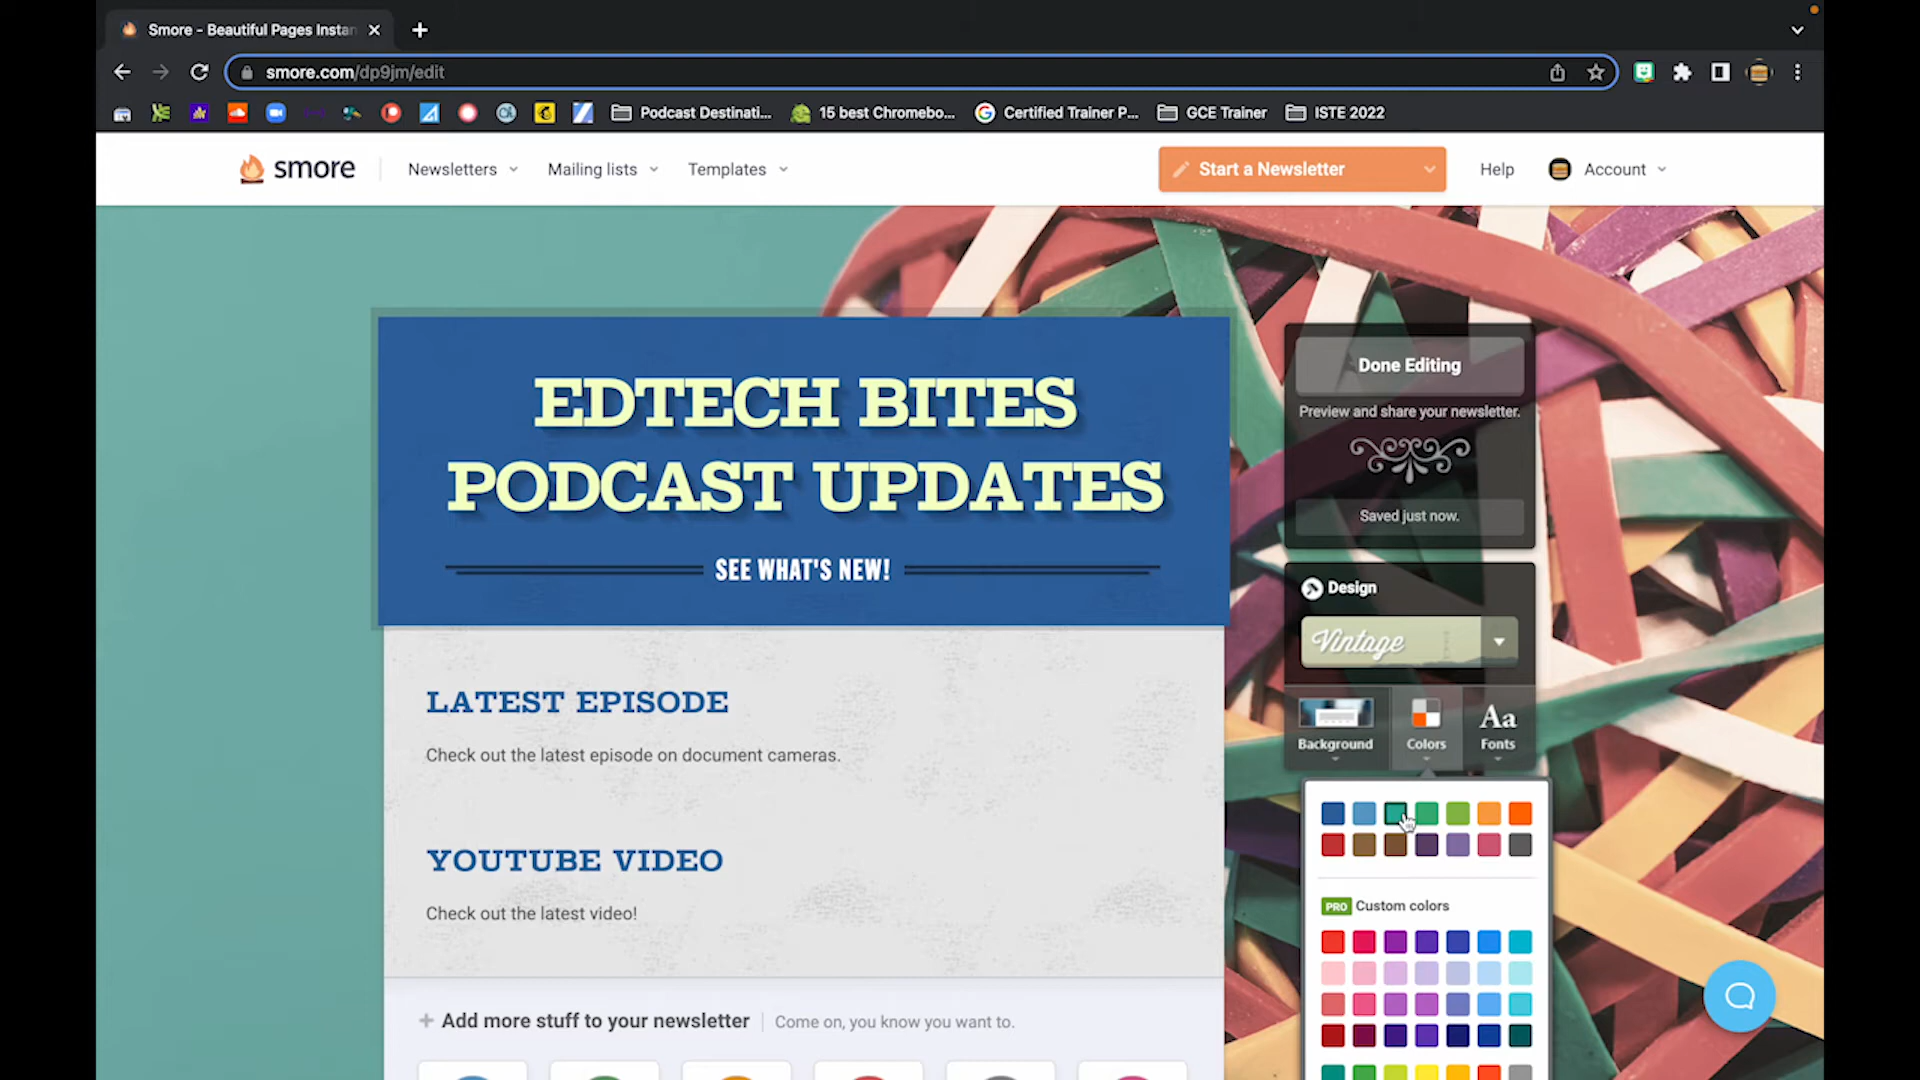 Smore - Beautiful Pages Instan
smore.com/dp9jm/edit
Podcast Destinati...
15 best Chromebo...
Certified Trainer P...
GCE Trainer
ISTE 2022
smore
Newsletters
Mailing lists
Templates
Start a Newsletter
Help
Account
EDTECH BITES
PODCAST UPDATES
SEE WHAT'S NEW!
LATEST EPISODE
Check out the latest episode on document cameras.
YOUTUBE VIDEO
Check out the latest video!
+ Add more stuff to your newsletter
Come on, you know you want to.
Done Editing
Preview and share your newsletter.
Saved just now.
Design
Vintage
Background
Colors
Aa
Fonts
PRO Custom colors